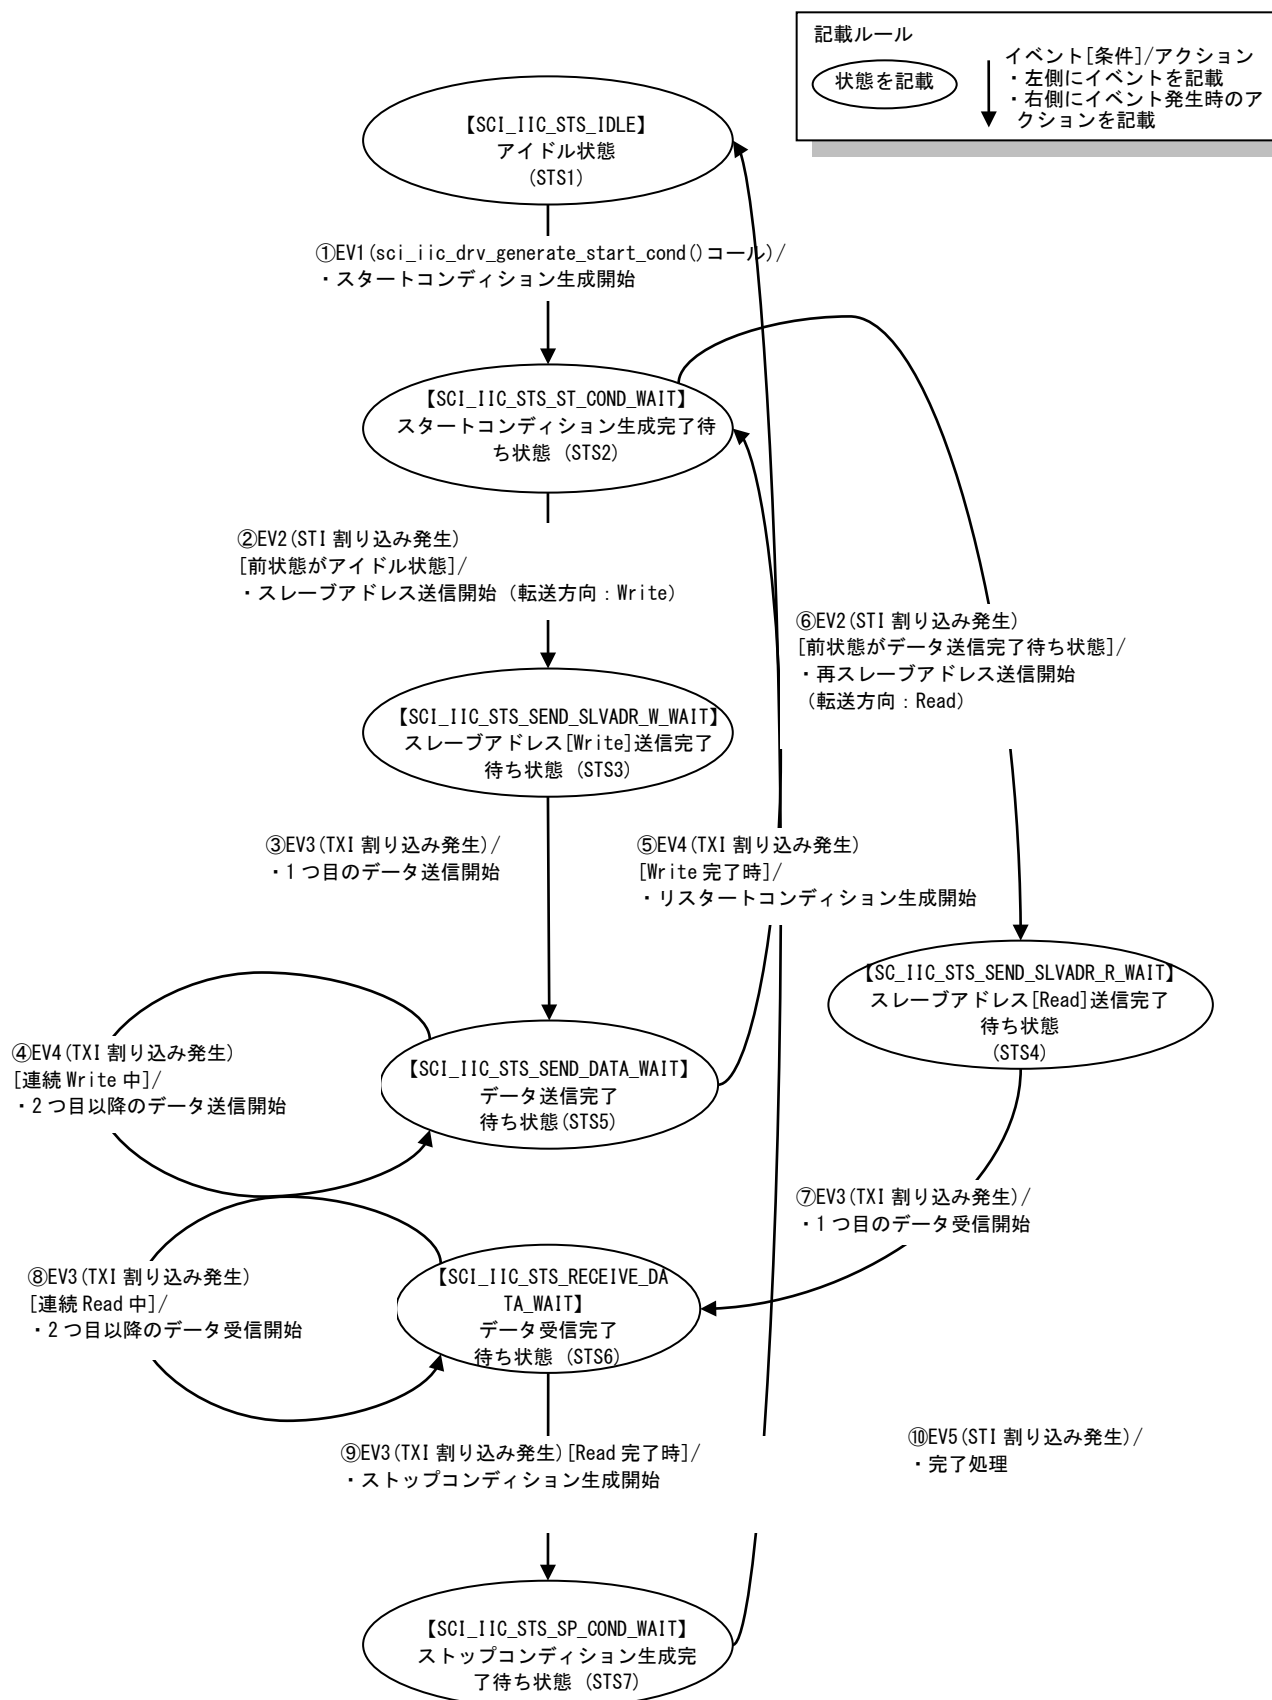 記載ルール
状態を記載
イベント[条件]/アクション
・左側にイベントを記載
・右側にイベント発生時のア
クションを記載
【SCI_IIC_STS_IDLE】
アイドル状態
(STS1)
①EV1(sci_iic_drv_generate_start_cond()コール)/
・スタートコンディション生成開始
【SCI_IIC_STS_ST_COND_WAIT】
スタートコンディション生成完了待
ち状態 (STS2)
②EV2(STI 割り込み発生)
[前状態がアイドル状態]/
・スレーブアドレス送信開始 (転送方向：Write)
⑥EV2(STI 割り込み発生)
[前状態がデータ送信完了待ち状態]/
・再スレーブアドレス送信開始
(転送方向：Read)
【SCI_IIC_STS_SEND_SLVADR_W_WAIT】
スレーブアドレス[Write]送信完了
待ち状態 (STS3)
③EV3(TXI 割り込み発生)/
・1 つ目のデータ送信開始
⑤EV4(TXI 割り込み発生)
[Write 完了時]/
・リスタートコンディション生成開始
【SC_IIC_STS_SEND_SLVADR_R_WAIT】
スレーブアドレス[Read]送信完了
待ち状態
(STS4)
④EV4(TXI 割り込み発生)
[連続 Write 中]/
・2 つ目以降のデータ送信開始
【SCI_IIC_STS_SEND_DATA_WAIT】
データ送信完了
待ち状態(STS5)
⑦EV3(TXI 割り込み発生)/
・1 つ目のデータ受信開始
⑧EV3(TXI 割り込み発生)
[連続 Read 中]/
・2 つ目以降のデータ受信開始
【SCI_IIC_STS_RECEIVE_DA
TA_WAIT】
データ受信完了
待ち状態 (STS6)
⑨EV3(TXI 割り込み発生)[Read 完了時]/
・ストップコンディション生成開始
⑩EV5(STI 割り込み発生)/
・完了処理
【SCI_IIC_STS_SP_COND_WAIT】
ストップコンディション生成完
了待ち状態 (STS7)